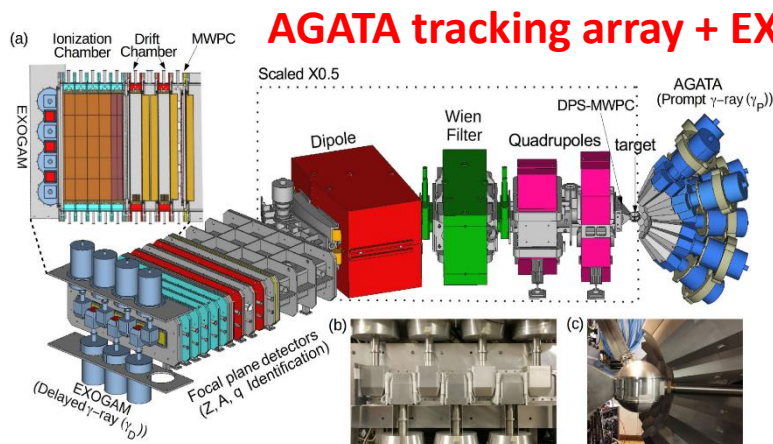 AGATA tracking array + EX
(a)
Ionization
Chamber
Drift
Chamber
MWPC
EXOGAM
Scaled X0.5
Dipole
Wien
Filter
Quadrupoles
DPS-MWPC
target
AGATA
(Prompt γ-ray (γP))
EXOGAM
(Delayed γ-ray (γD))
Focal plane detectors
(Z, A, q Identification)
(b)
(c)